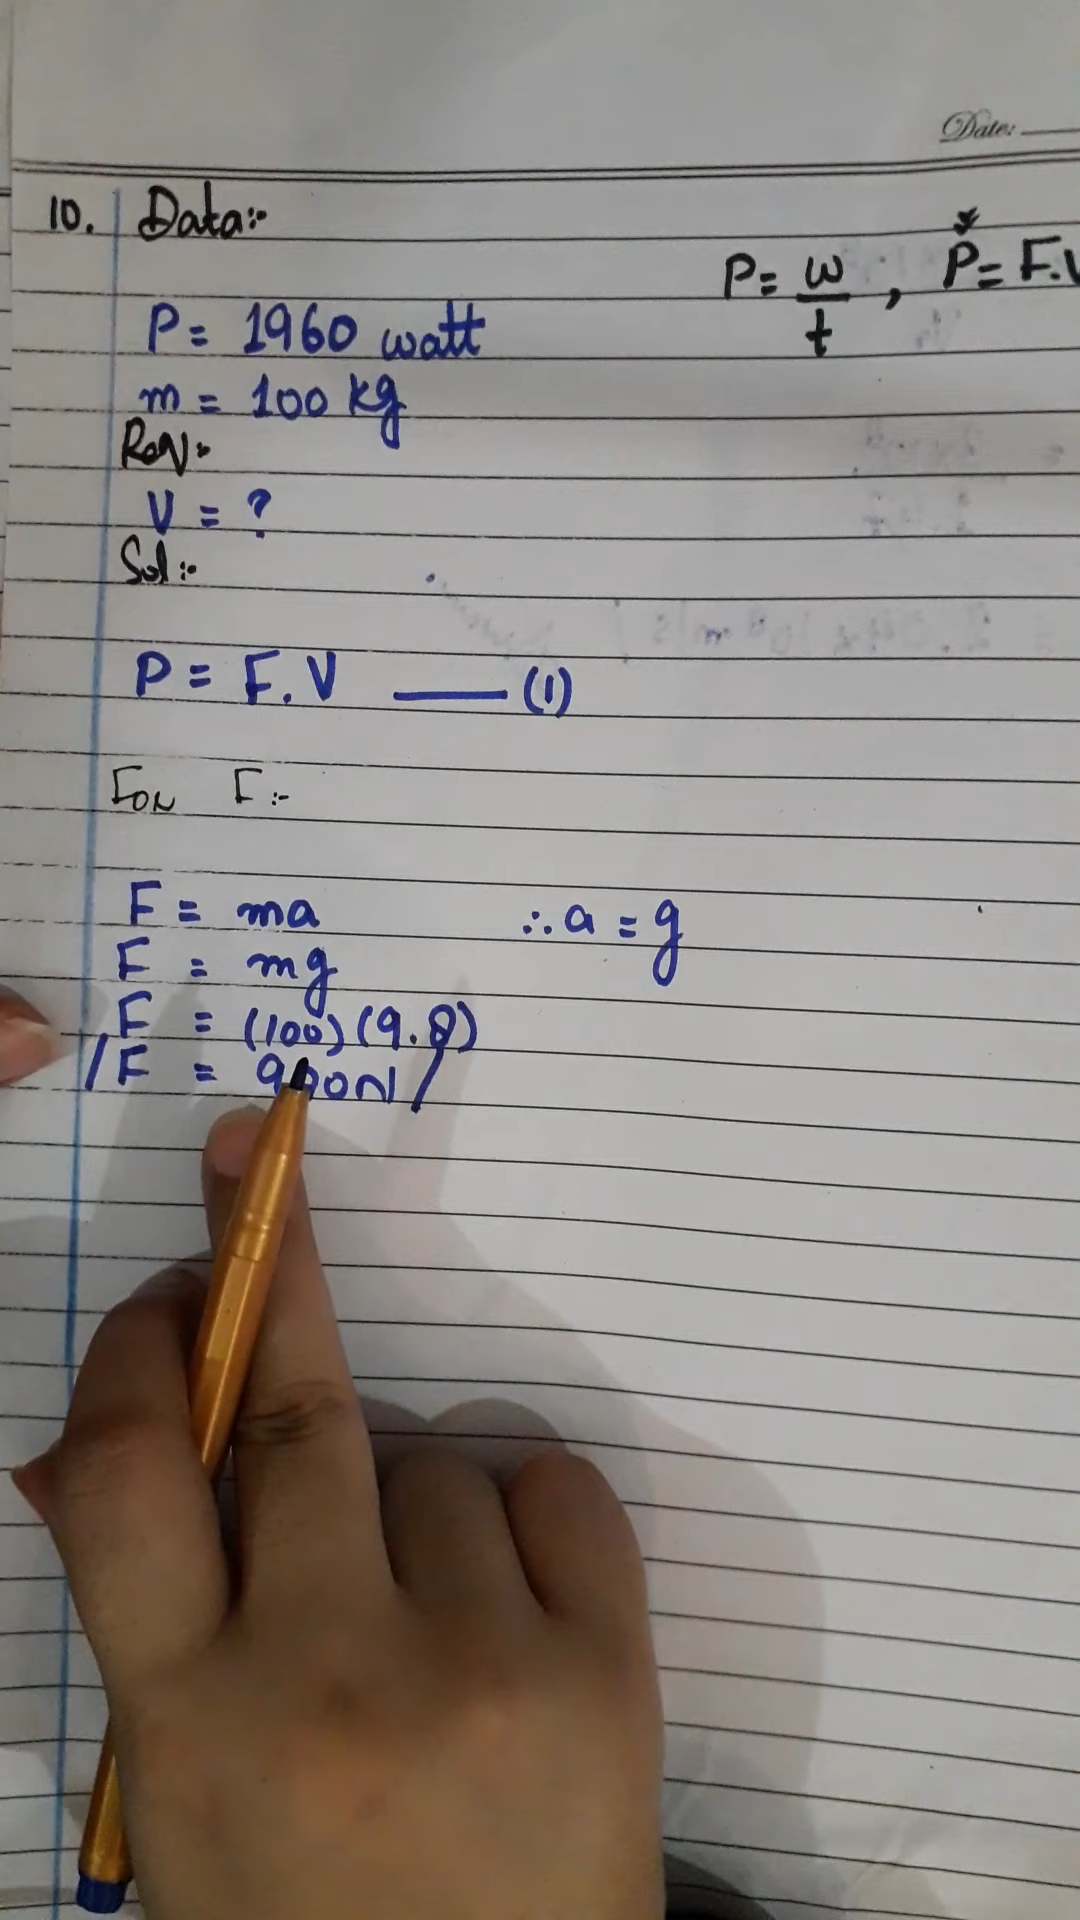 Date:
10. Data:-
P = w/t , P = F.V
P = 1960 watt
m = 100 kg
Req:
V = ?
Sol:-
P = F.V —— (1)
For F:-
F = ma ∴ a = g
F = mg
F = (100)(9.8)
F = 980N